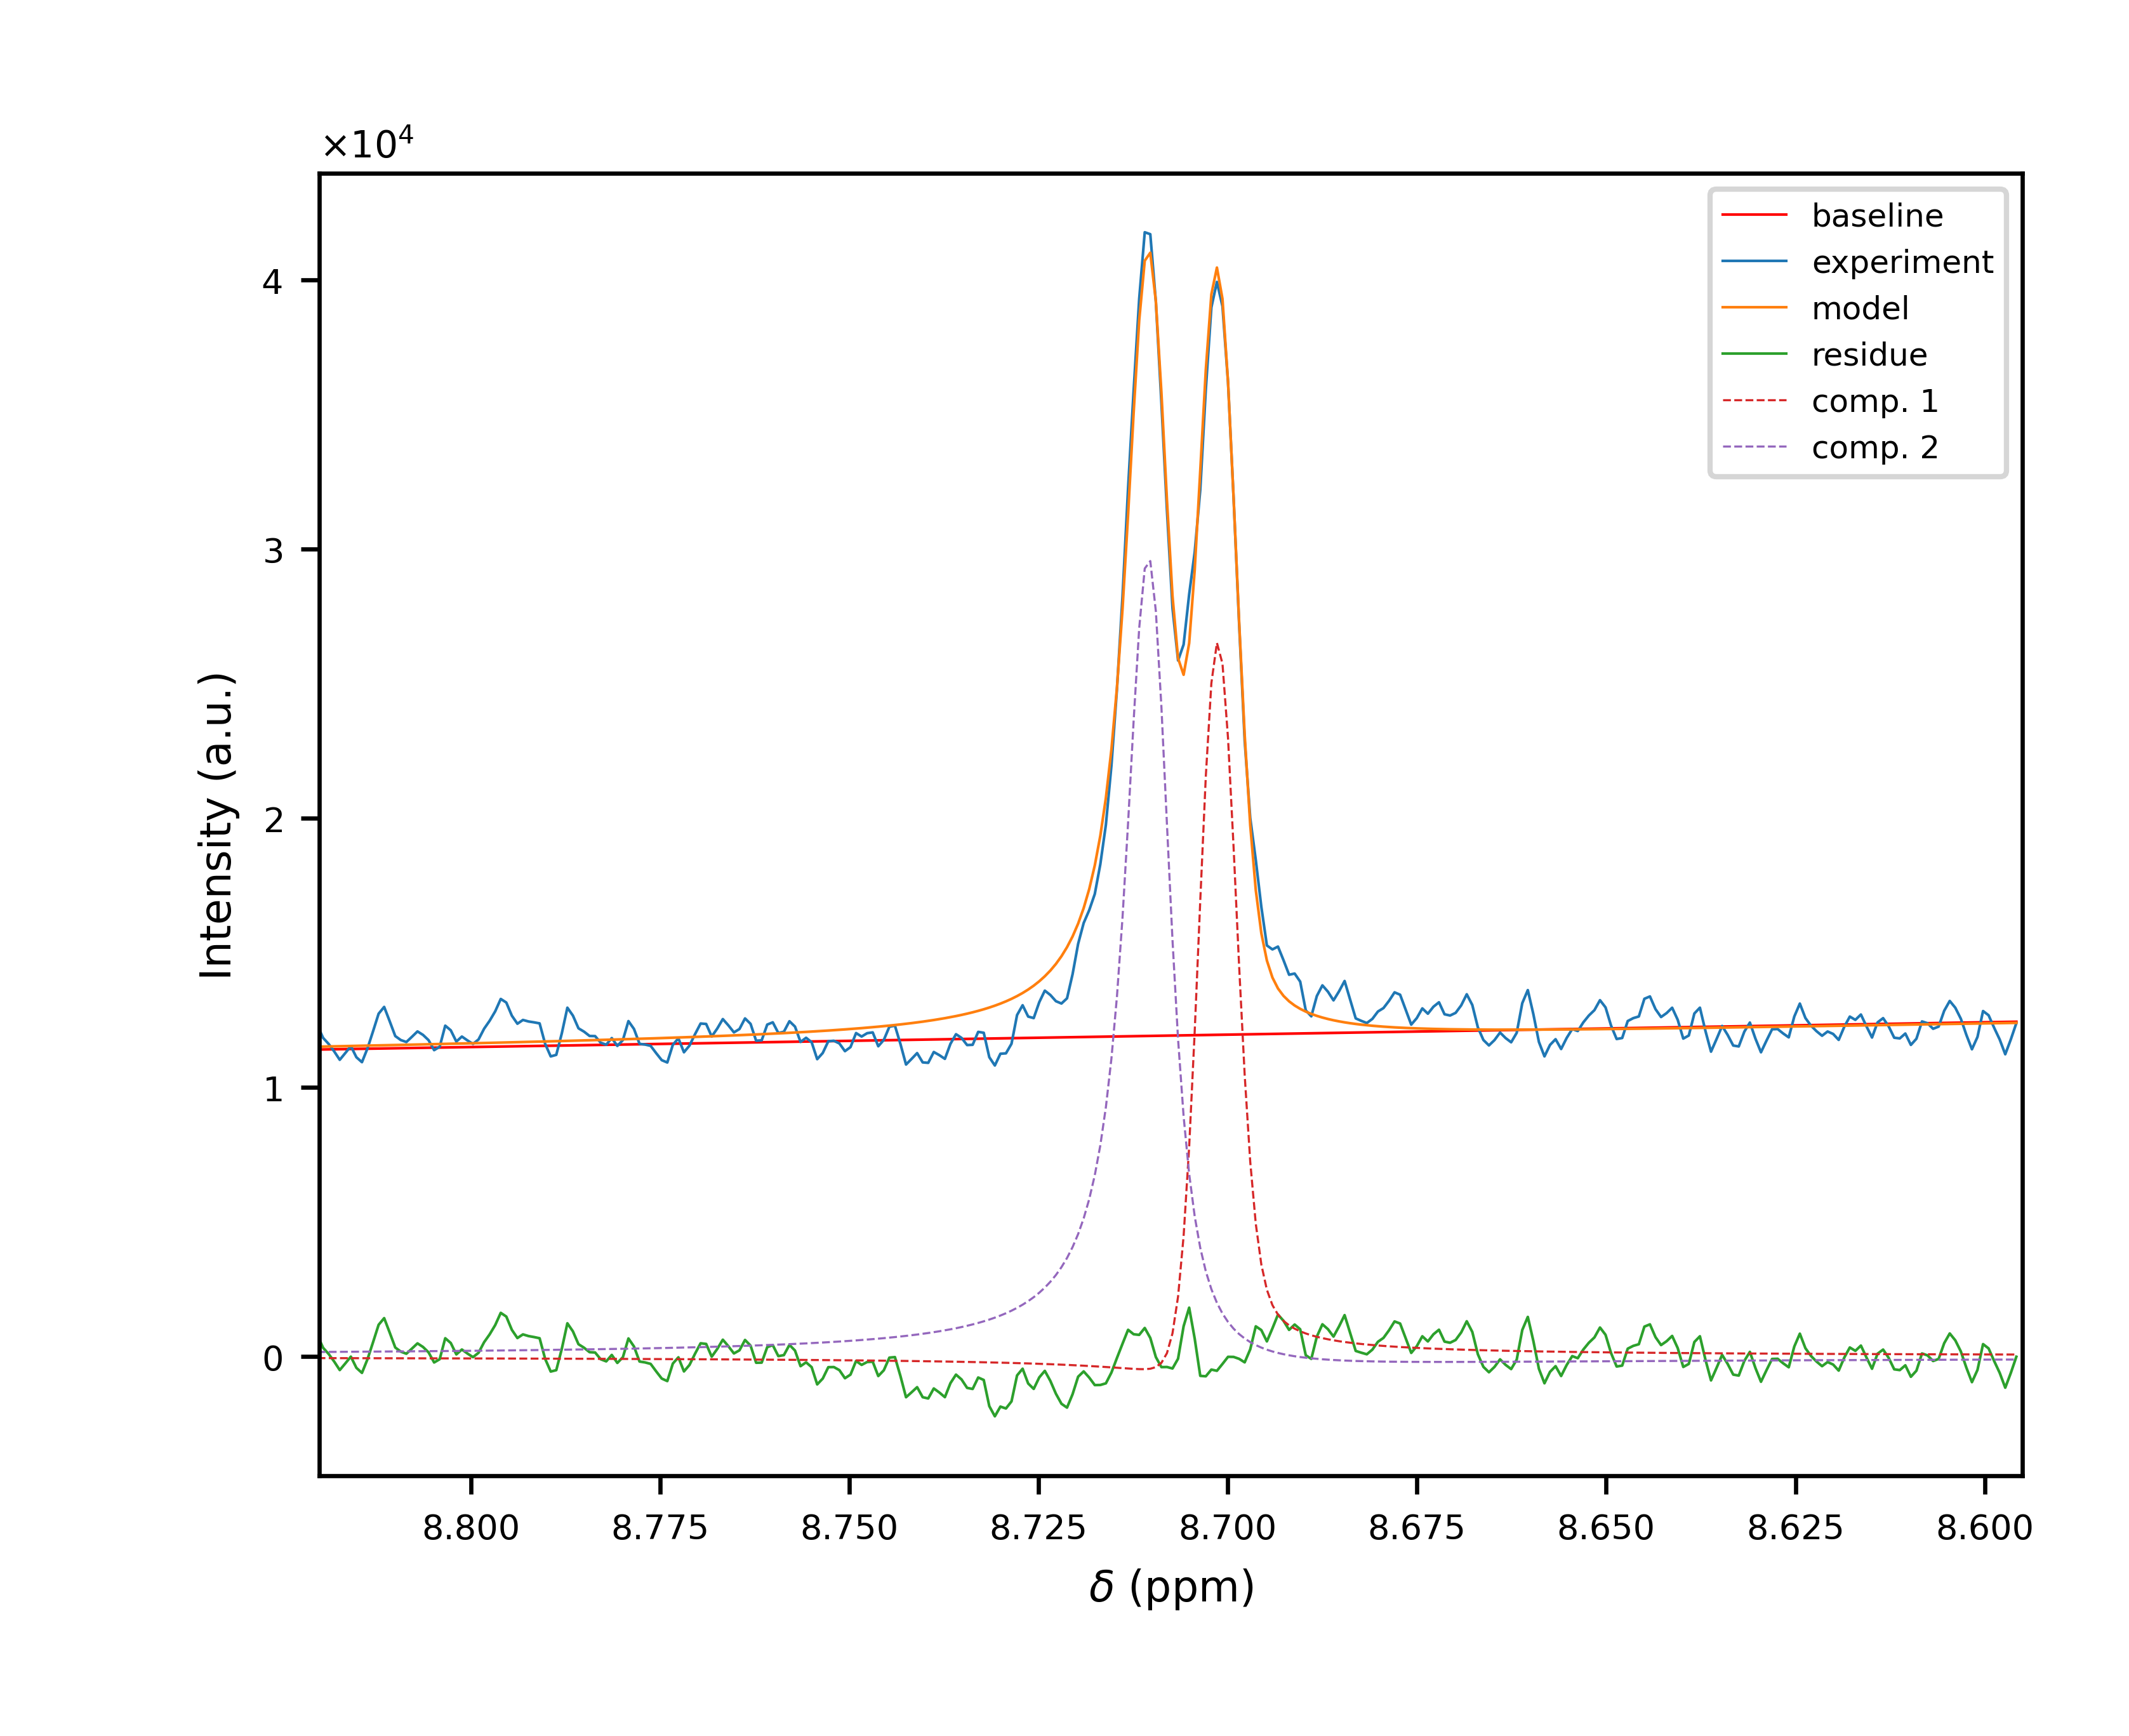 ×10⁴
baseline
experiment
model
residue
comp. 1
comp. 2
Intensity (a.u.)
4
3
2
1
0
8.800 8.775 8.750 8.725 8.700 8.675 8.650 8.625 8.600
δ (ppm)